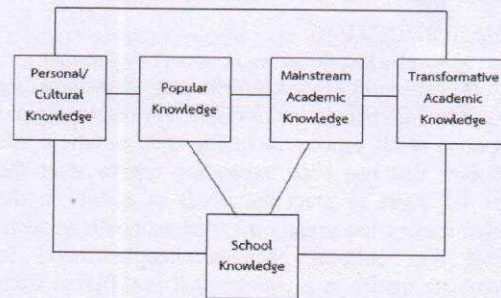 Personal/
Cultural
Knowledge
Popular
Knowledge
Mainstream
Academic
Knowledge
Transformative
Academic
Knowledge
School
Knowledge